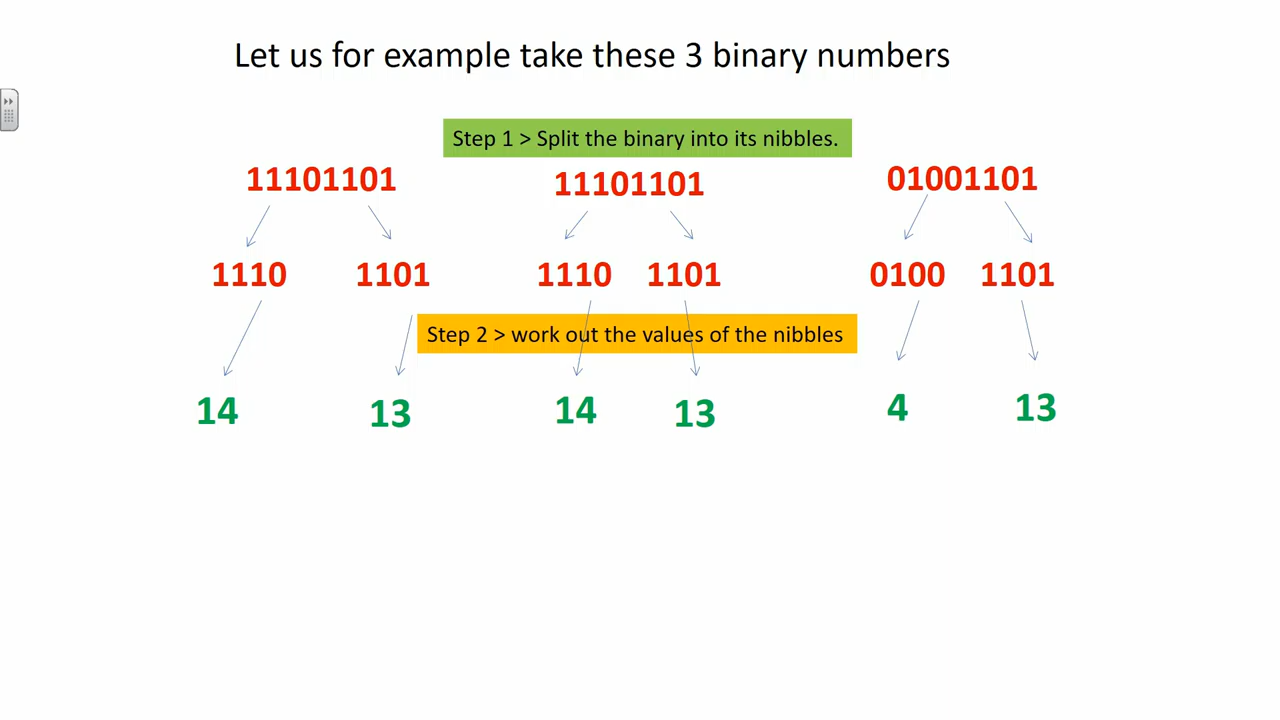 Let us for example take these 3 binary numbers
Step 1 > Split the binary into its nibbles.
11101101 11101101 01001101
1110 1101 1110 1101 0100 1101
Step 2 > work out the values of the nibbles
14 13 14 13 4 13